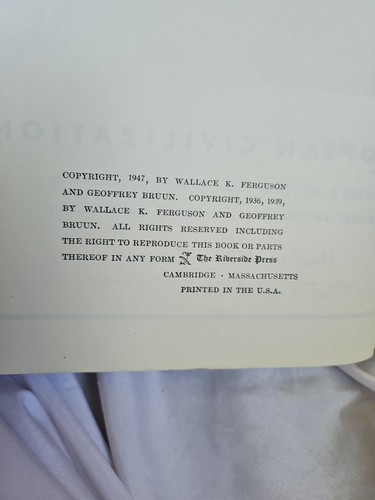 COPYRIGHT, 1947, BY WALLACE K. FERGUSON
AND GEOFFREY BRUUN. COPYRIGHT, 1936, 1939,
BY WALLACE K. FERGUSON AND GEOFFREY
BRUUN. ALL RIGHTS RESERVED INCLUDING
THE RIGHT TO REPRODUCE THIS BOOK OR PARTS
THEREOF IN ANY FORM The Riverside Press
CAMBRIDGE · MASSACHUSETTS
PRINTED IN THE U.S.A.